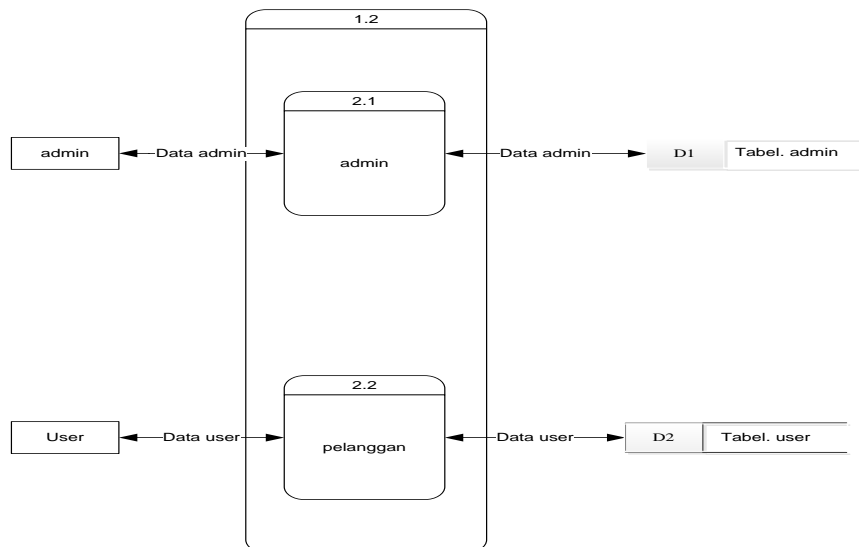 1.2
2.1
admin
Data admin
admin
Data admin
D1
Tabel. admin
2.2
User
Data user
pelanggan
Data user
D2
Tabel. user